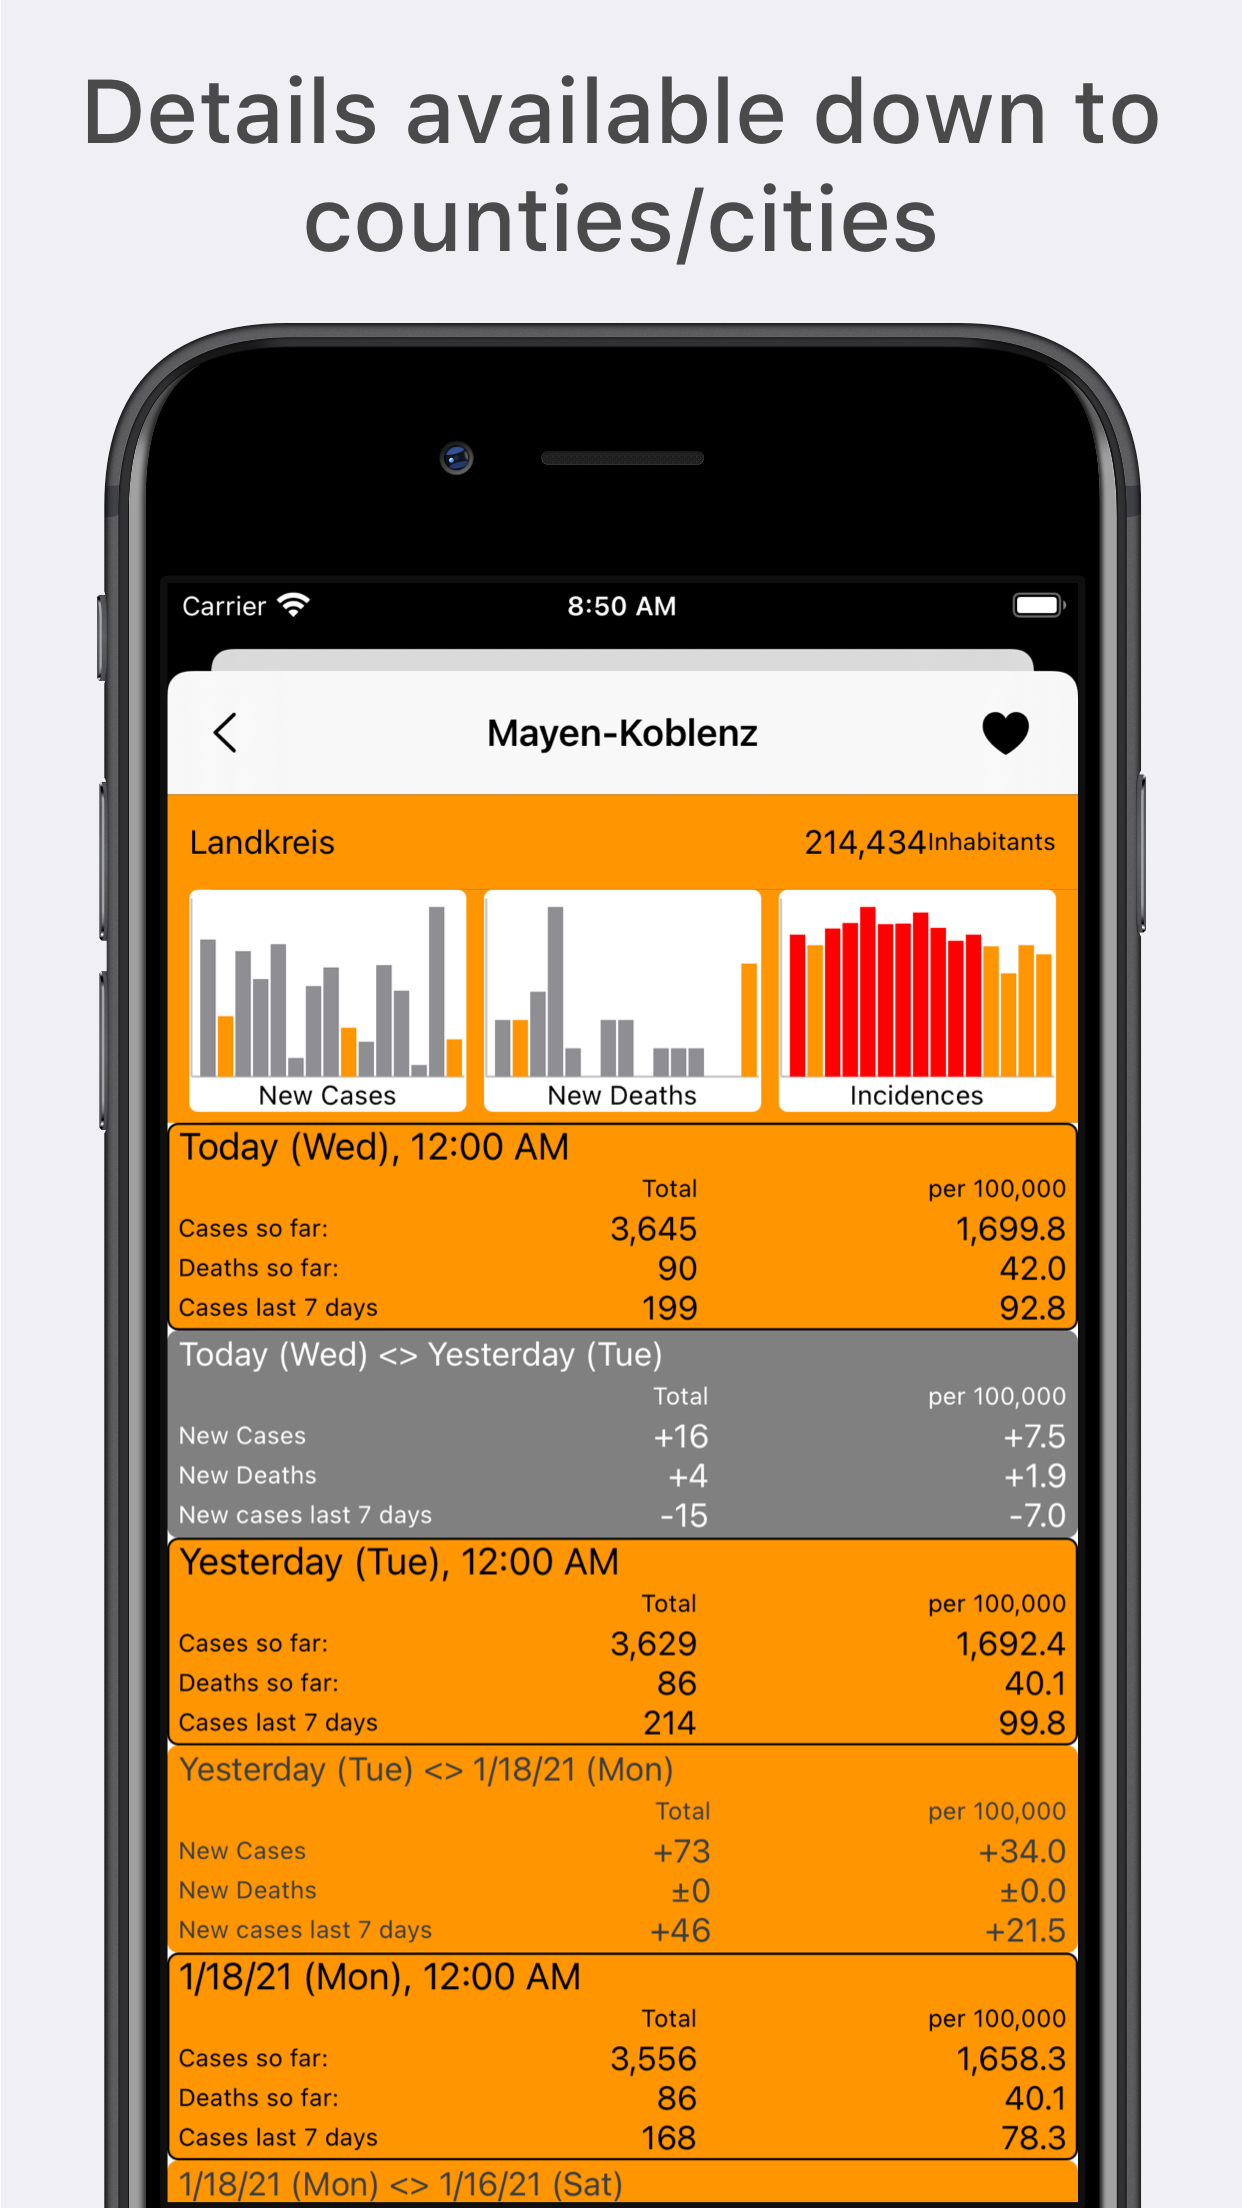 Details available down to
counties/cities
Carrier 8:50 AM
Mayen-Koblenz
Landkreis 214,434Inhabitants
New Cases New Deaths Incidences
Today (Wed), 12:00 AM
Total per 100,000
Cases so far: 3,645 1,699.8
Deaths so far: 90 42.0
Cases last 7 days 199 92.8
Today (Wed) <> Yesterday (Tue)
Total per 100,000
New Cases +16 +7.5
New Deaths +4 +1.9
New cases last 7 days -15 -7.0
Yesterday (Tue), 12:00 AM
Total per 100,000
Cases so far: 3,629 1,692.4
Deaths so far: 86 40.1
Cases last 7 days 214 99.8
Yesterday (Tue) <> 1/18/21 (Mon)
Total per 100,000
New Cases +73 +34.0
New Deaths ±0 ±0.0
New cases last 7 days +46 +21.5
1/18/21 (Mon), 12:00 AM
Total per 100,000
Cases so far: 3,556 1,658.3
Deaths so far: 86 40.1
Cases last 7 days 168 78.3
1/18/21 (Mon) <> 1/16/21 (Sat)